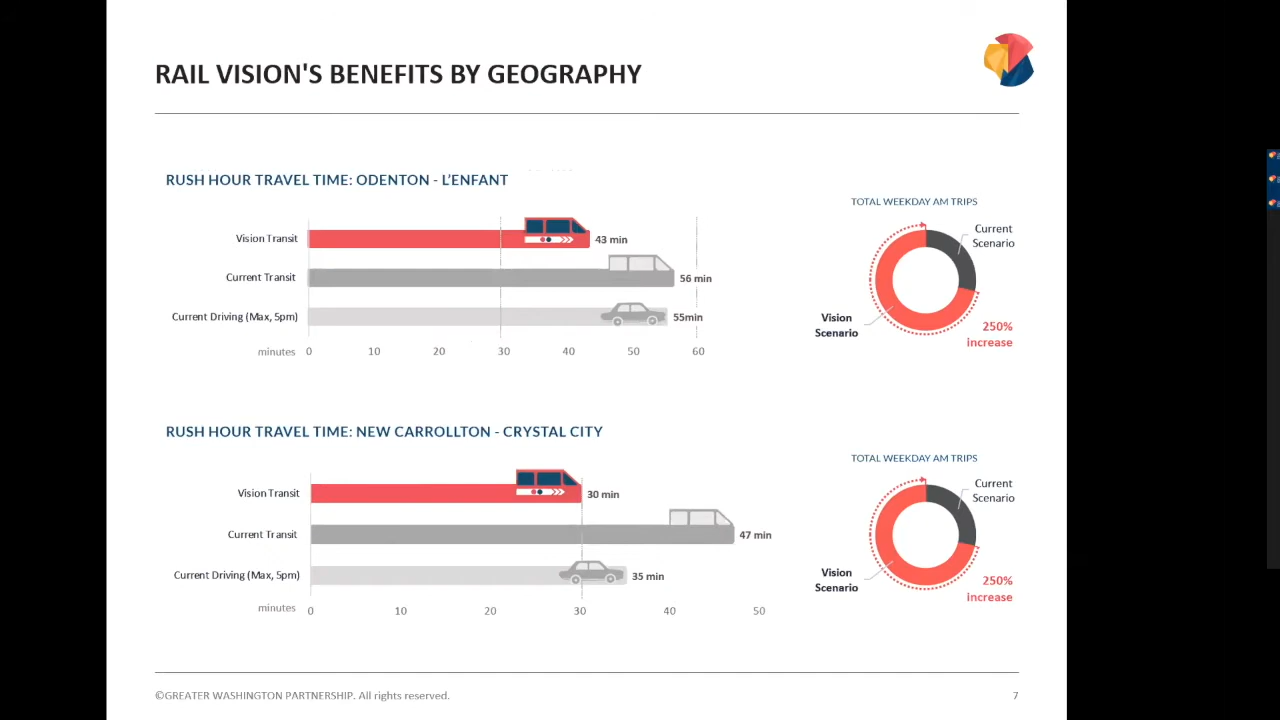 RAIL VISION'S BENEFITS BY GEOGRAPHY
RUSH HOUR TRAVEL TIME: ODENTON - L'ENFANT
Vision Transit
43 min
Current Transit
56 min
Current Driving (Max, 5pm)
55min
minutes 0 10 20 30 40 50 60
TOTAL WEEKDAY AM TRIPS
Current
Scenario
Vision
Scenario
250%
increase
RUSH HOUR TRAVEL TIME: NEW CARROLLTON - CRYSTAL CITY
Vision Transit
30 min
Current Transit
47 min
Current Driving (Max, 5pm)
35 min
minutes 0 10 20 30 40 50
TOTAL WEEKDAY AM TRIPS
Current
Scenario
Vision
Scenario
250%
increase
©GREATER WASHINGTON PARTNERSHIP. All rights reserved.
7